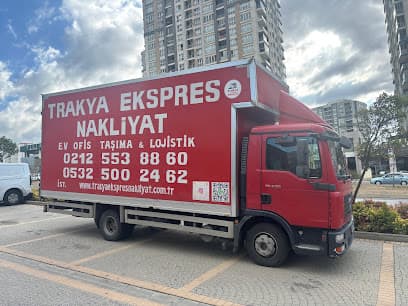 TRAKYA EKSPRES
NAKLİYAT
EV OFİS TAŞIMA & LOJİSTİK
0212 553 88 60
0532 500 24 62
İST. www.trakyaekspresnakliyat.com.tr